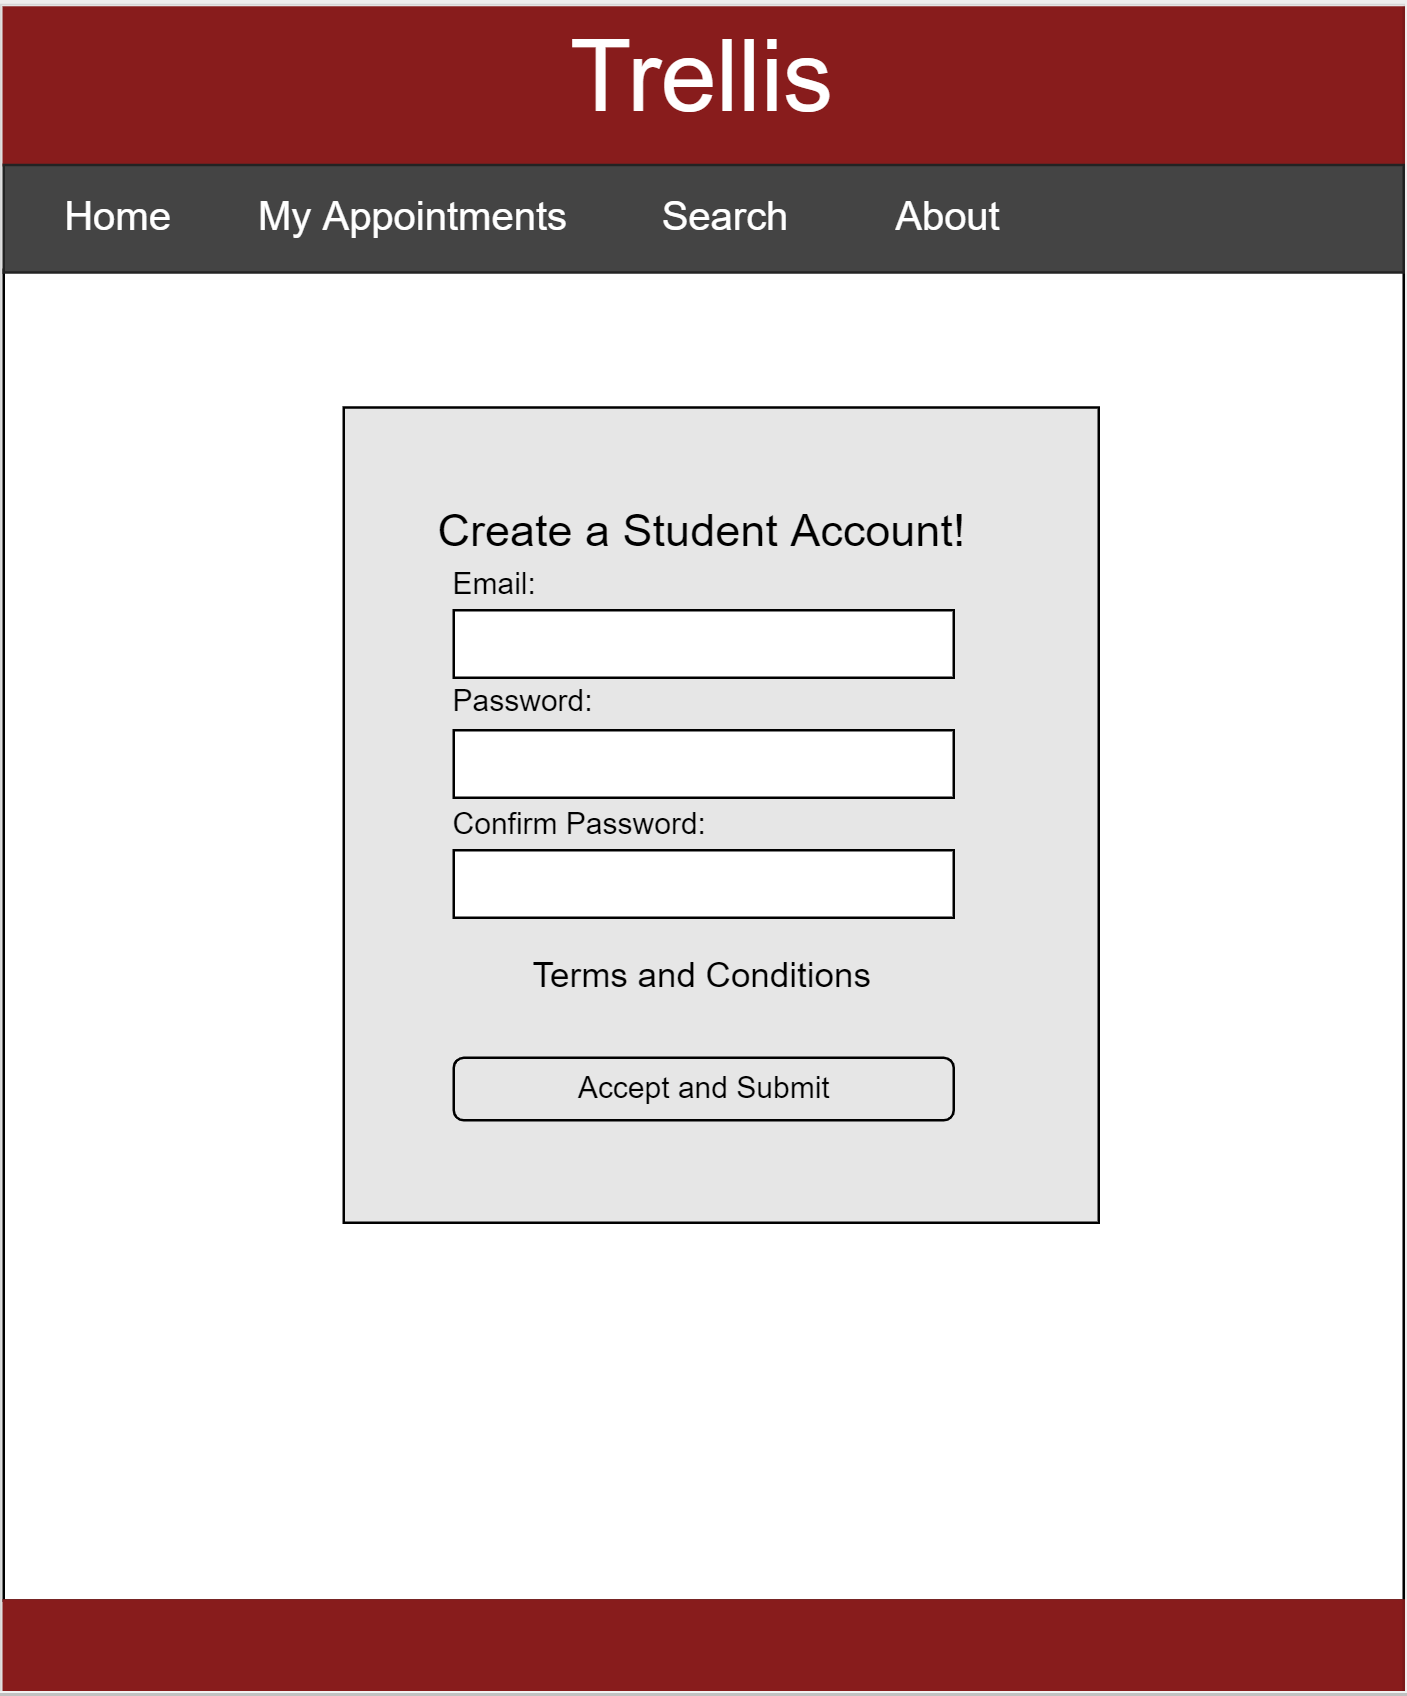 Trellis
Home My Appointments Search About
Create a Student Account!
Email:
Password:
Confirm Password:
Terms and Conditions
Accept and Submit